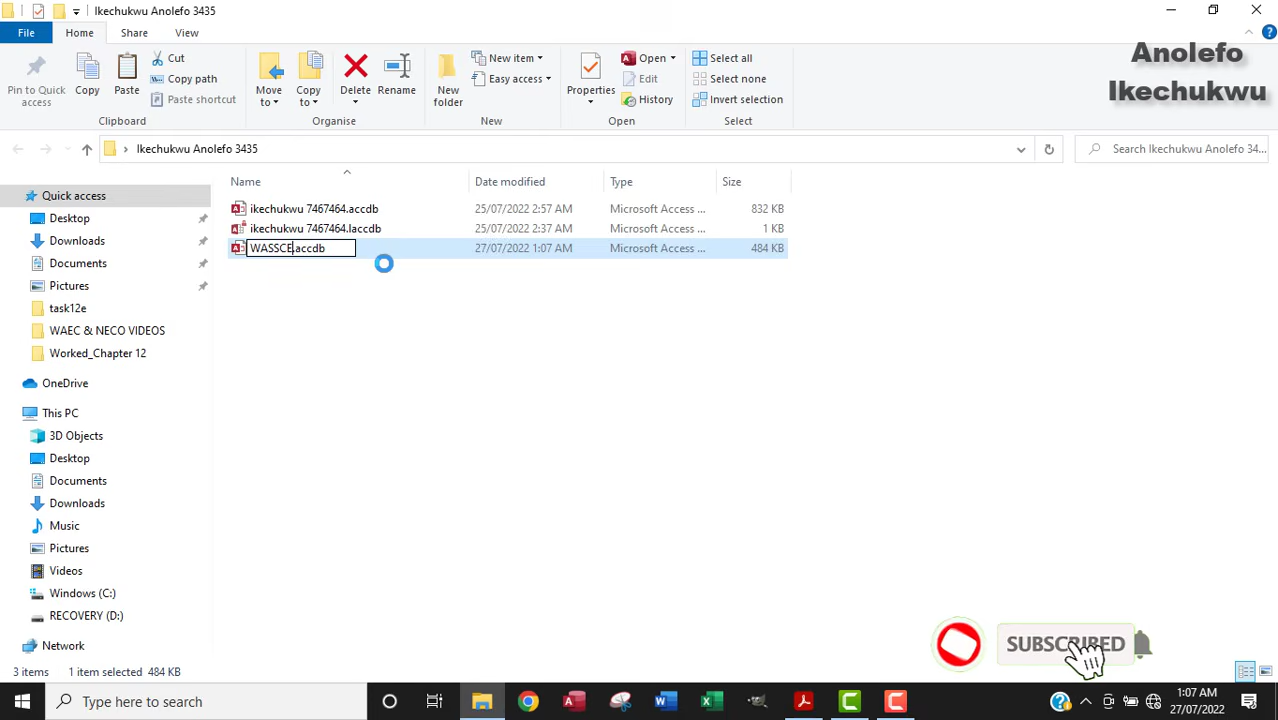 Ikechukwu Anolefo 3435
File Home Share View
Pin to Quick access
Copy
Paste
Cut
Copy path
Paste shortcut
Clipboard
Move to
Copy to
Delete
Rename
Organise
New folder
New item
Easy access
New
Properties
Open
Edit
History
Open
Select all
Select none
Invert selection
Select
Anolefo
Ikechukwu
Ikechukwu Anolefo 3435
Search Ikechukwu Anolefo 34...
Name Date modified Type Size
ikechukwu 7467464.accdb 25/07/2022 2:57 AM Microsoft Access ... 832 KB
ikechukwu 7467464.laccdb 25/07/2022 2:37 AM Microsoft Access ... 1 KB
WASSCE.accdb 27/07/2022 1:07 AM Microsoft Access ... 484 KB
Quick access
Desktop
Downloads
Documents
Pictures
task12e
WAEC & NECO VIDEOS
Worked_Chapter 12
OneDrive
This PC
3D Objects
Desktop
Documents
Downloads
Music
Pictures
Videos
Windows (C:)
RECOVERY (D:)
Network
SUBSCRIBED
3 items 1 item selected 484 KB
Type here to search
1:07 AM
27/07/2022